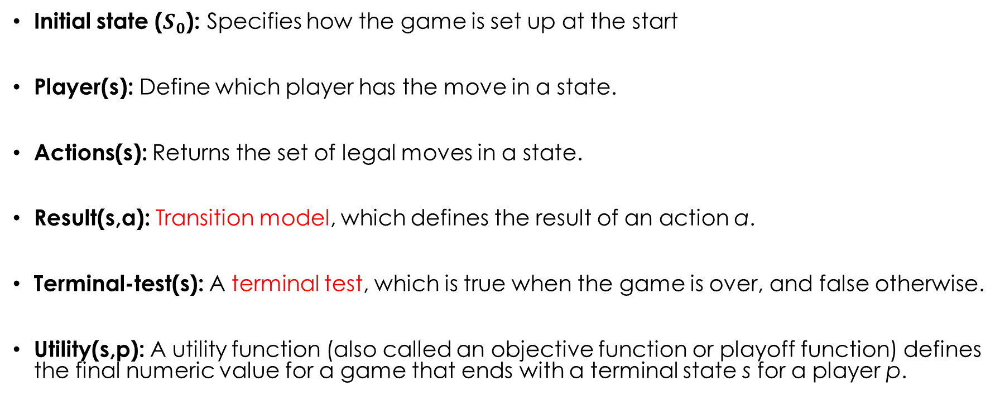 • Initial state (S₀): Specifies how the game is set up at the start
• Player(s): Define which player has the move in a state.
• Actions(s): Returns the set of legal moves in a state.
• Result(s,a): Transition model, which defines the result of an action a.
• Terminal-test(s): A terminal test, which is true when the game is over, and false otherwise.
• Utility(s,p): A utility function (also called an objective function or playoff function) defines
the final numeric value for a game that ends with a terminal state s for a player p.